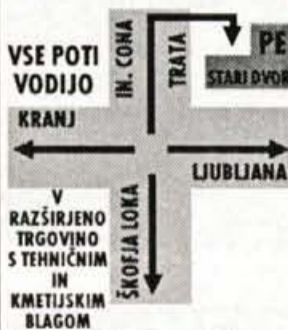 VSE POTI
VODIJO
IN. CONA
TRATA
PE
STARI DVOR
KRANJ
LJUBLJANA
ŠKOFJA LOKA
V
RAZŠIRJENO
TRGOVINO
S TEHNIČNIM
IN
KMETIJSKIM
BLAGOM